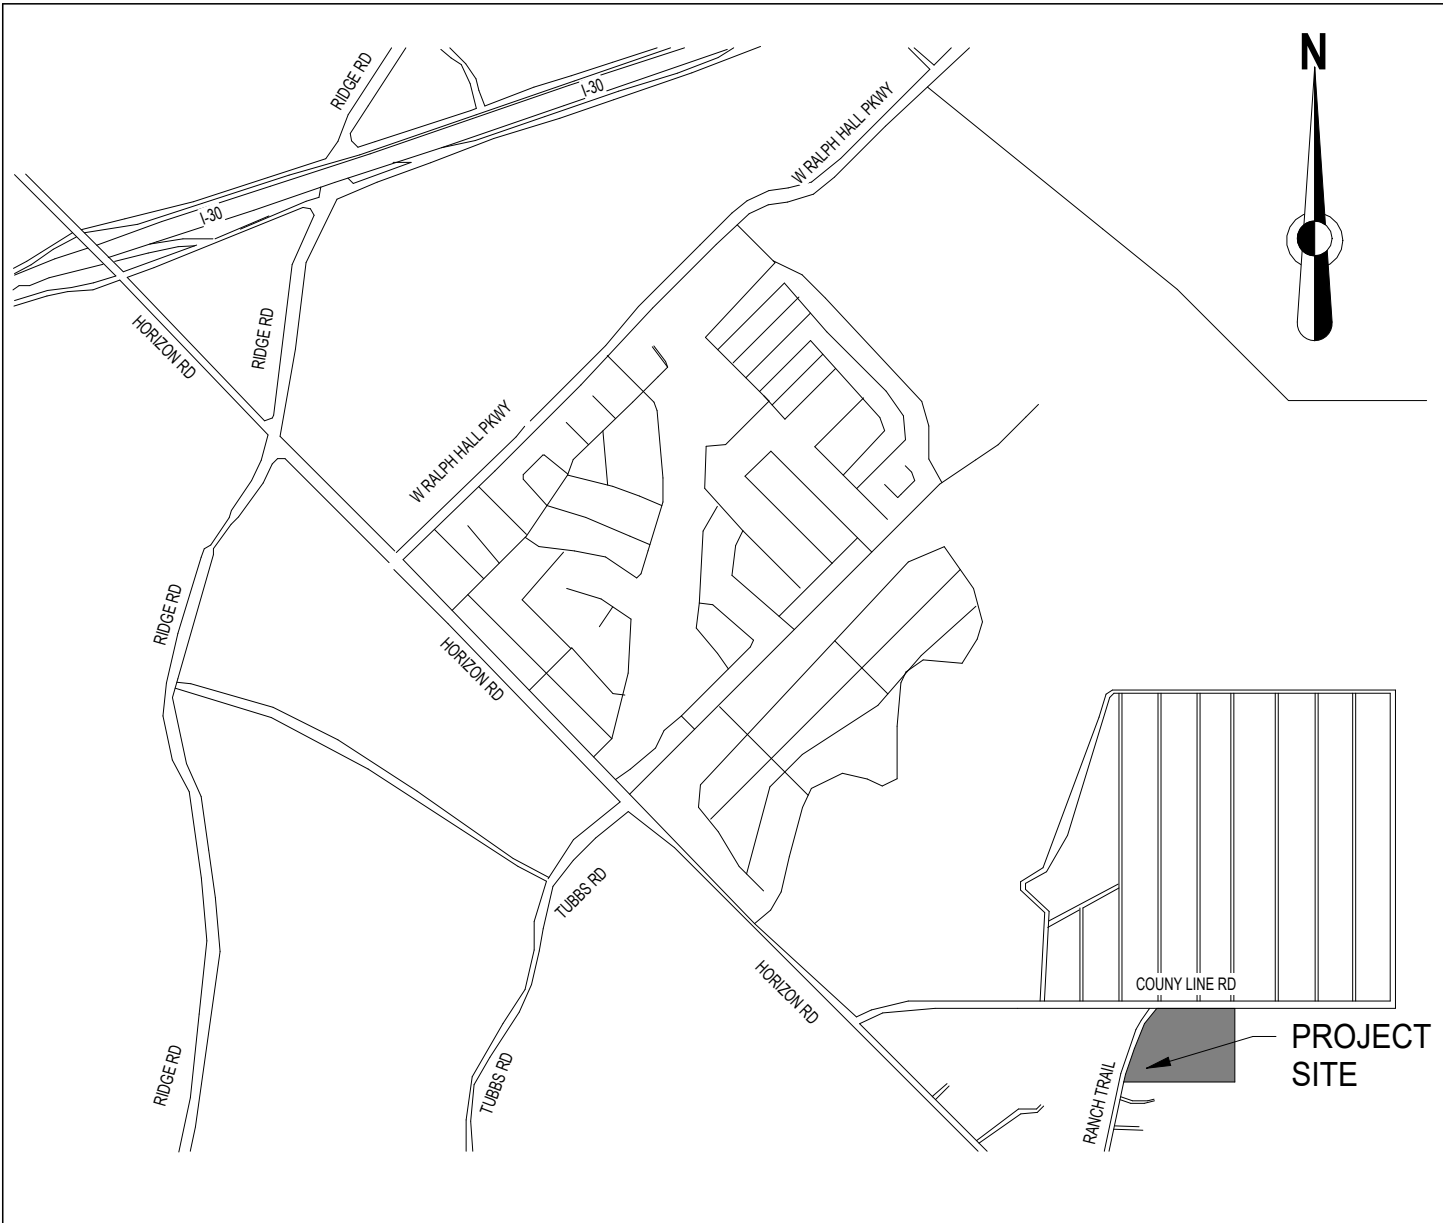 N
RIDGE RD
I-30
W RALPH HALL PKWY
I-30
HORIZON RD
RIDGE RD
W RALPH HALL PKWY
RIDGE RD
HORIZON RD
TUBBS RD
HORIZON RD
COUNY LINE RD
PROJECT
SITE
RIDGE RD
TUBBS RD
RANCH TRAIL